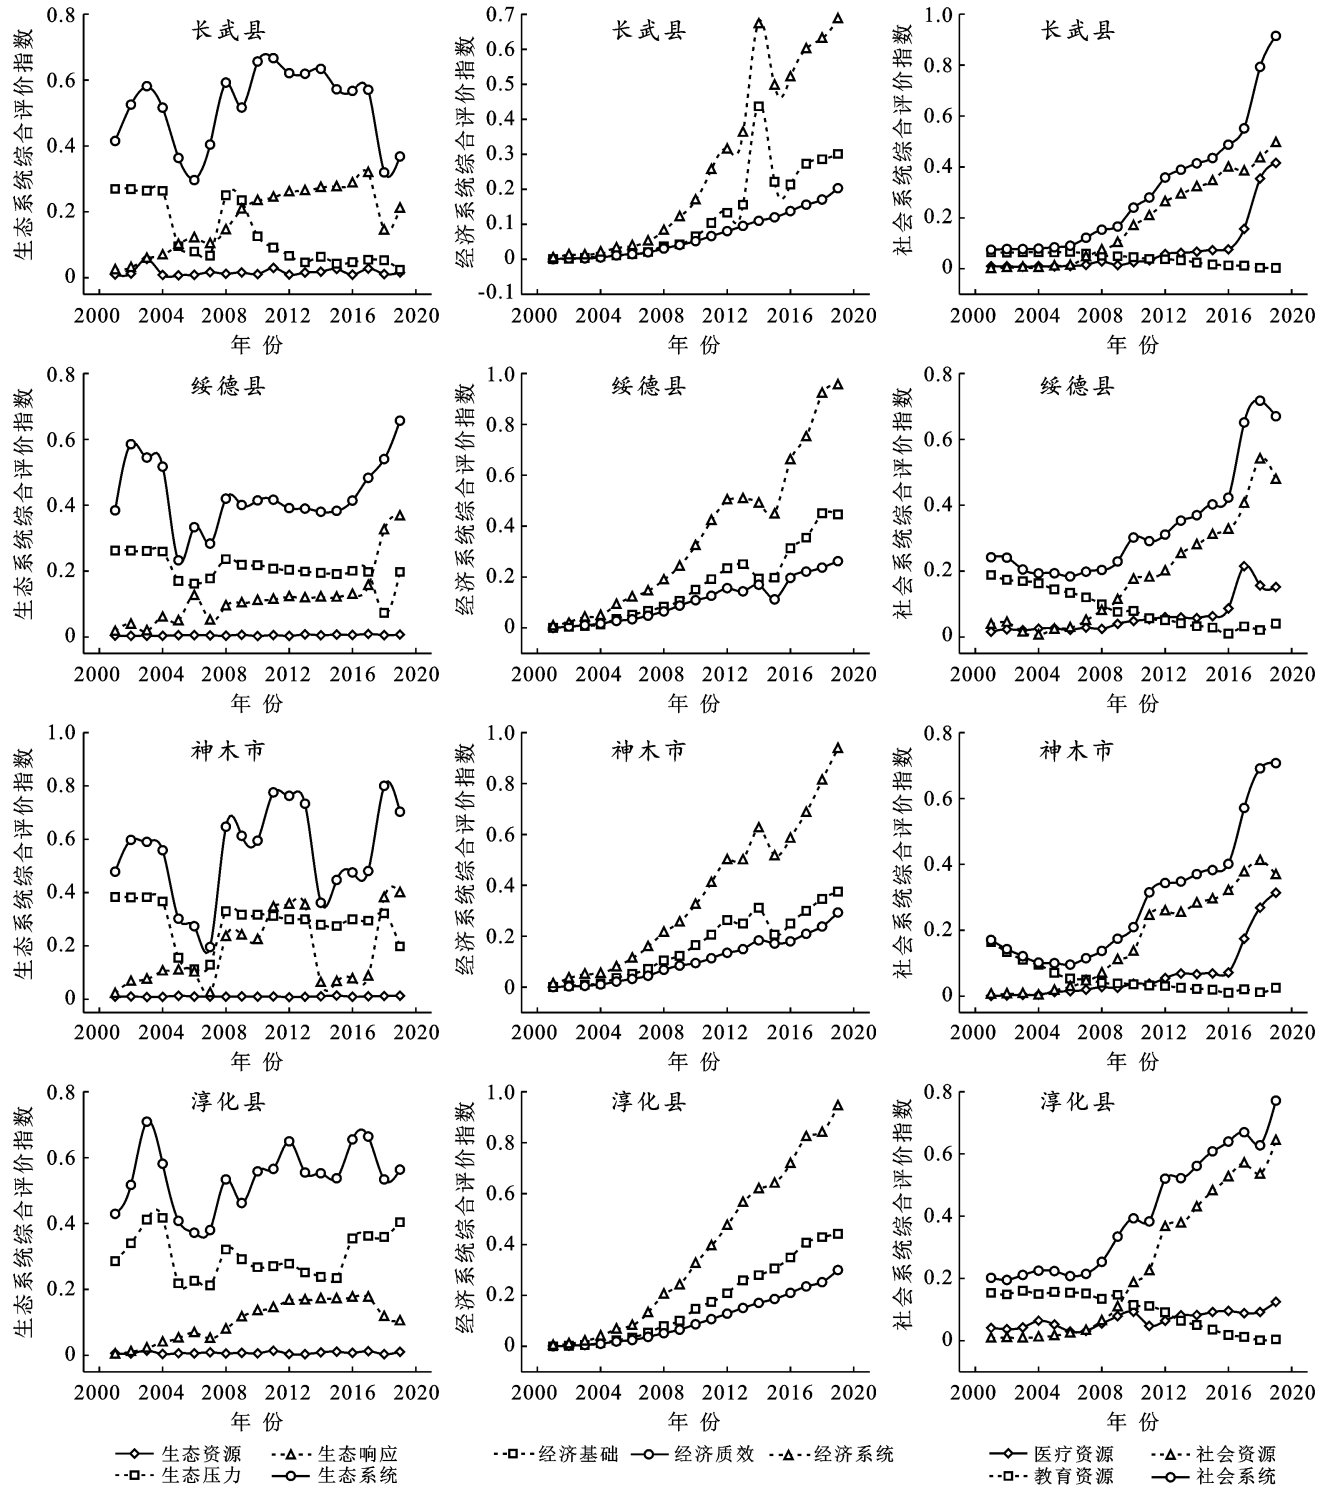 长武县
生态系统综合评价指数
0.8
0.6
0.4
0.2
0
2000 2004 2008 2012 2016 2020
年 份
长武县
经济系统综合评价指数
0.7
0.6
0.5
0.4
0.3
0.2
0.1
0
-0.1
2000 2004 2008 2012 2016 2020
年 份
长武县
社会系统综合评价指数
1.0
0.8
0.6
0.4
0.2
0
2000 2004 2008 2012 2016 2020
年 份
绥德县
生态系统综合评价指数
0.8
0.6
0.4
0.2
0
2000 2004 2008 2012 2016 2020
年 份
绥德县
经济系统综合评价指数
1.0
0.8
0.6
0.4
0.2
0
2000 2004 2008 2012 2016 2020
年 份
绥德县
社会系统综合评价指数
0.8
0.6
0.4
0.2
0
2000 2004 2008 2012 2016 2020
年 份
神木市
生态系统综合评价指数
1.0
0.8
0.6
0.4
0.2
0
2000 2004 2008 2012 2016 2020
年 份
神木市
经济系统综合评价指数
1.0
0.8
0.6
0.4
0.2
0
2000 2004 2008 2012 2016 2020
年 份
神木市
社会系统综合评价指数
0.8
0.6
0.4
0.2
0
2000 2004 2008 2012 2016 2020
年 份
淳化县
生态系统综合评价指数
0.8
0.6
0.4
0.2
0
2000 2004 2008 2012 2016 2020
年 份
淳化县
经济系统综合评价指数
1.0
0.8
0.6
0.4
0.2
0
2000 2004 2008 2012 2016 2020
年 份
淳化县
社会系统综合评价指数
0.8
0.6
0.4
0.2
0
2000 2004 2008 2012 2016 2020
年 份
生态资源 生态响应
生态压力 生态系统
经济基础 经济质效 经济系统
医疗资源 社会资源
教育资源 社会系统